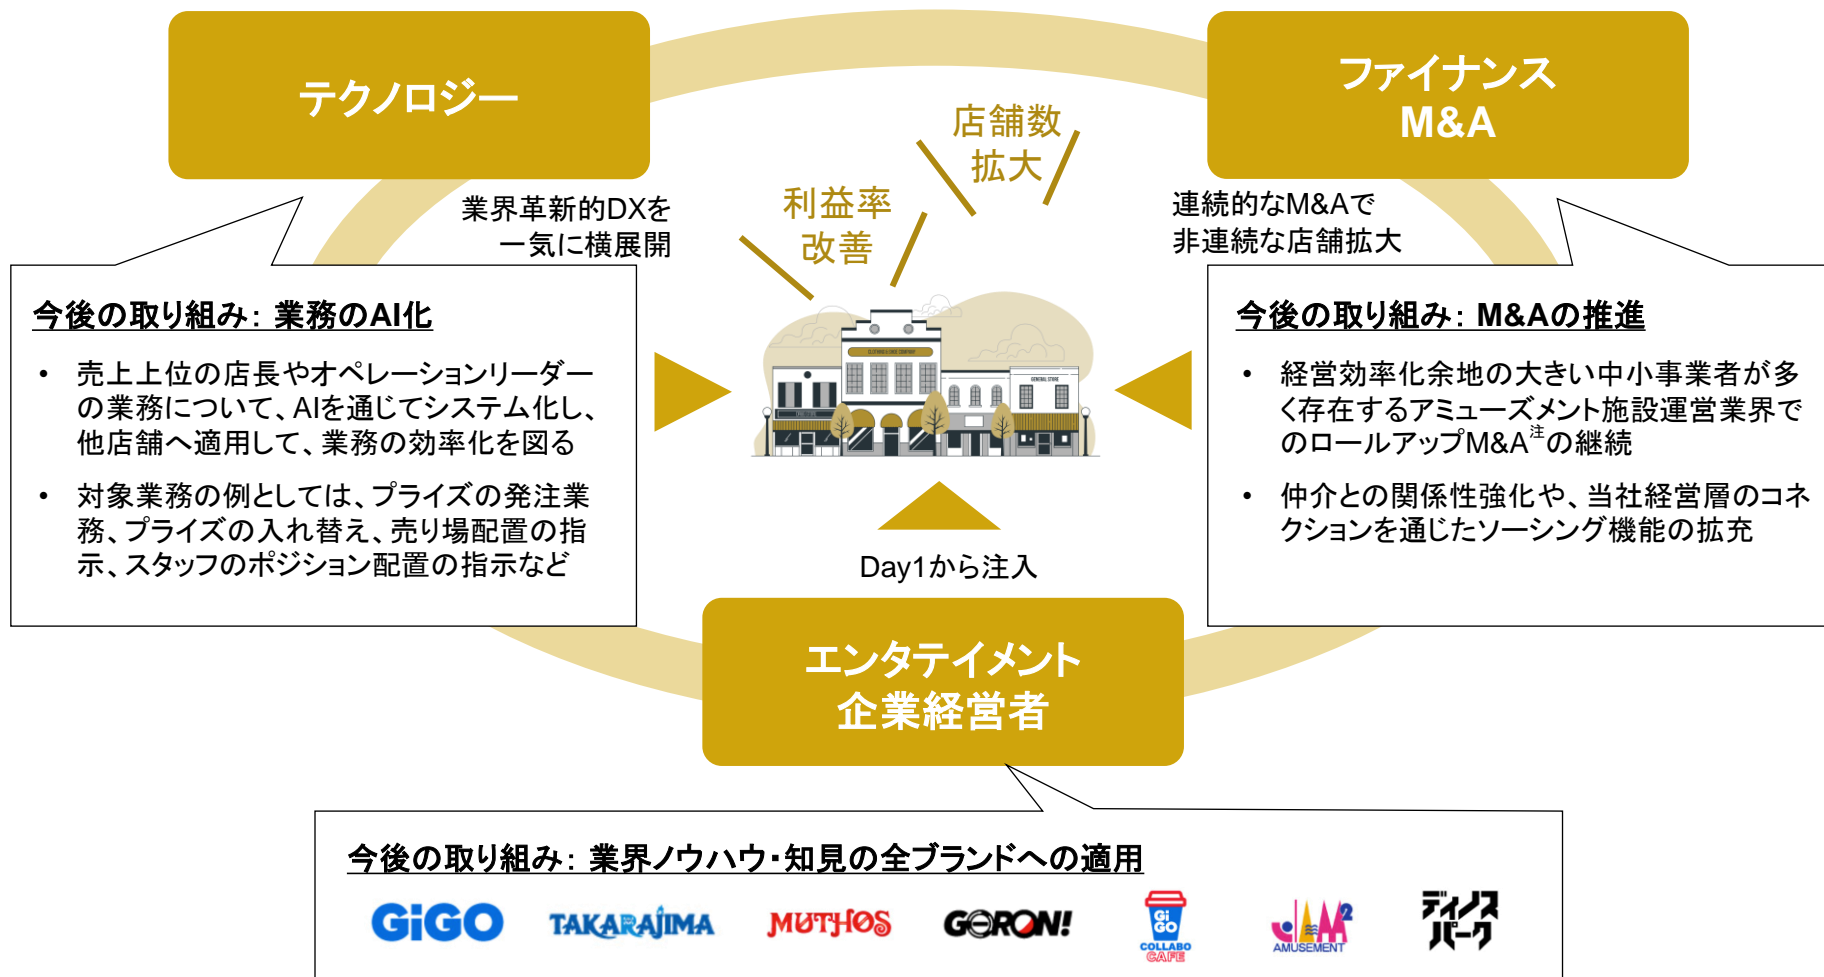 テクノロジー
ファイナンス
M&A
店舗数
拡大
利益率
改善
業界革新的DXを
一気に横展開
連続的なM&Aで
非連続な店舗拡大
今後の取り組み: 業務のAI化
• 売上上位の店長やオペレーションリーダー
の業務について、AIを通じてシステム化し、
他店舗へ適用して、業務の効率化を図る
• 対象業務の例としては、プライズの発注業
務、プライズの入れ替え、売り場配置の指
示、スタッフのポジション配置の指示など
GENERAL STORE
今後の取り組み: M&Aの推進
• 経営効率化余地の大きい中小事業者が多
く存在するアミューズメント施設運営業界で
のロールアップM&A注の継続
• 仲介との関係性強化や、当社経営層のコネ
クションを通じたソーシング機能の拡充
Day1から注入
エンタテイメント
企業経営者
今後の取り組み: 業界ノウハウ・知見の全ブランドへの適用
GiGO
TAKARAJIMA
MUTHOS
GORON!
GiGO
COLLABO
CAFE
JAM2
AMUSEMENT
ディノス
パーク